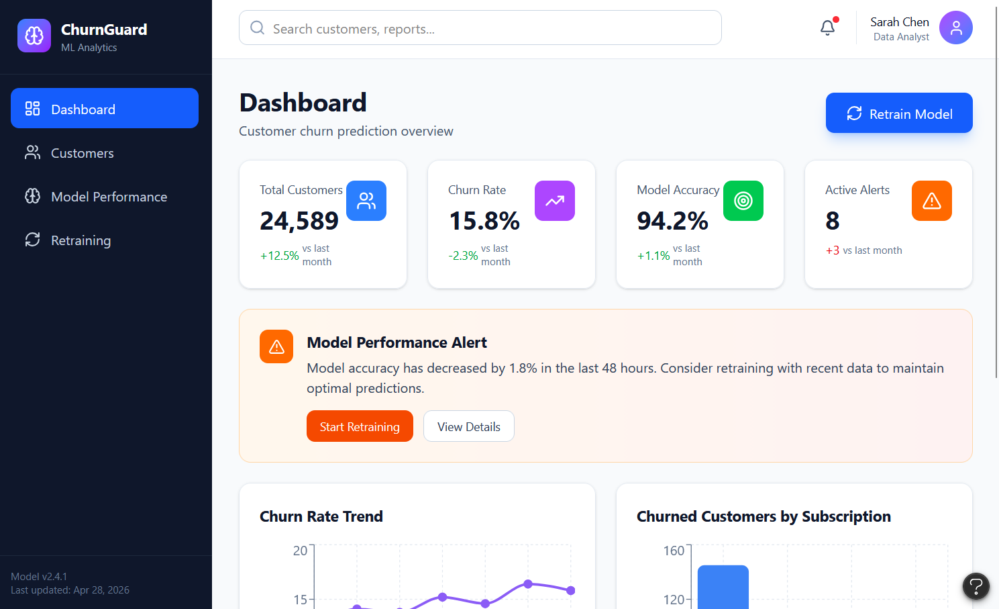 ChurnGuard
ML Analytics
Search customers, reports...
Sarah Chen
Data Analyst
Dashboard
Customers
Model Performance
Retraining
Model v2.4.1
Last updated: Apr 28, 2026
Dashboard
Customer churn prediction overview
Retrain Model
Total Customers
24,589
+12.5% vs last
month
Churn Rate
15.8%
-2.3% vs last
month
Model Accuracy
94.2%
+1.1% vs last
month
Active Alerts
8
+3 vs last month
Model Performance Alert
Model accuracy has decreased by 1.8% in the last 48 hours. Consider retraining with recent data to maintain
optimal predictions.
Start Retraining
View Details
Churn Rate Trend
20
15
Churned Customers by Subscription
160
120
?